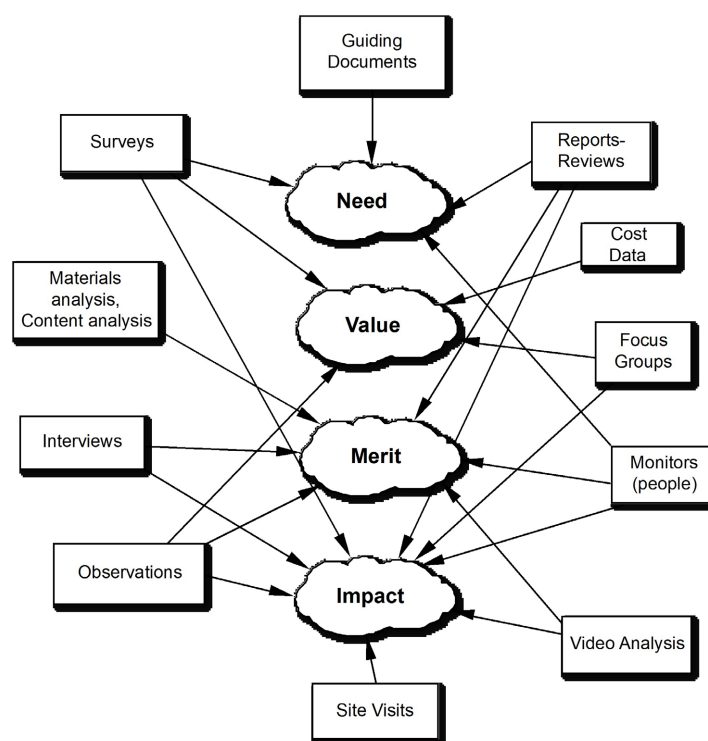 Guiding
Documents
Surveys
Reports-
Reviews
Need
Cost
Data
Materials
analysis,
Content analysis
Value
Focus
Groups
Interviews
Merit
Monitors
(people)
Observations
Impact
Video Analysis
Site Visits